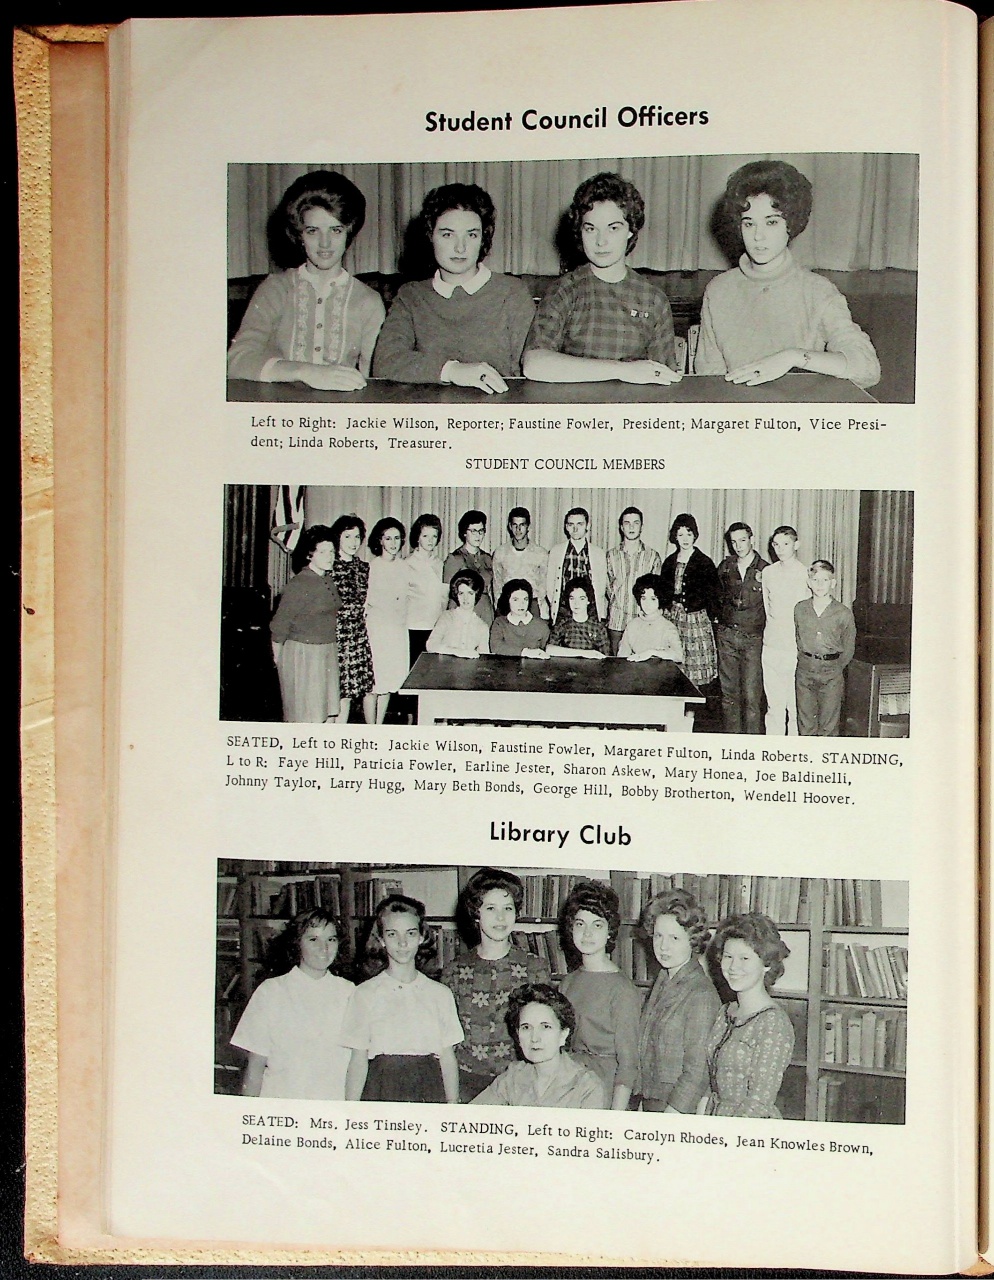 Student Council Officers
Left to Right: Jackie Wilson, Reporter; Faustine Fowler, President; Margaret Fulton, Vice Presi-
dent; Linda Roberts, Treasurer.
STUDENT COUNCIL MEMBERS
SEATED, Left to Right: Jackie Wilson, Faustine Fowler, Margaret Fulton, Linda Roberts. STANDING,
L to R: Faye Hill, Patricia Fowler, Earline Jester, Sharon Askew, Mary Honea, Joe Baldinelli,
Johnny Taylor, Larry Hugg, Mary Beth Bonds, George Hill, Bobby Brotherton, Wendell Hoover.
Library Club
SEATED: Mrs. Jess Tinsley. STANDING, Left to Right: Carolyn Rhodes, Jean Knowles Brown,
Delaine Bonds, Alice Fulton, Lucretia Jester, Sandra Salisbury.